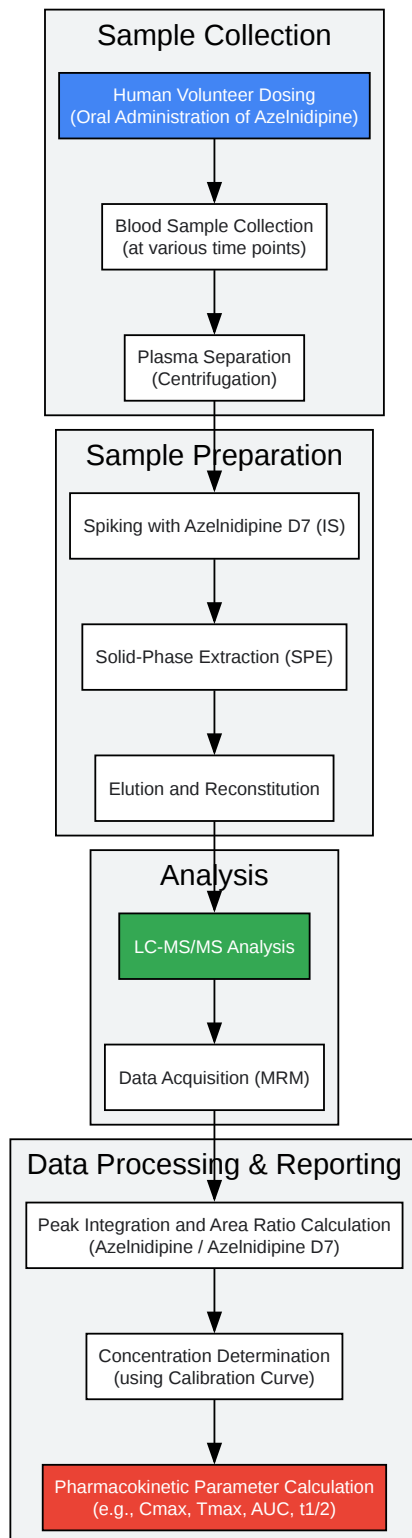 Sample Collection
Human Volunteer Dosing
(Oral Administration of Azelnidipine)
Blood Sample Collection
(at various time points)
Plasma Separation
(Centrifugation)
Sample Preparation
Spiking with Azelnidipine D7 (IS)
Solid-Phase Extraction (SPE)
Elution and Reconstitution
Analysis
LC-MS/MS Analysis
Data Acquisition (MRM)
Data Processing & Reporting
Peak Integration and Area Ratio Calculation
(Azelnidipine / Azelnidipine D7)
Concentration Determination
(using Calibration Curve)
Pharmacokinetic Parameter Calculation
(e.g., Cmax, Tmax, AUC, t1/2)